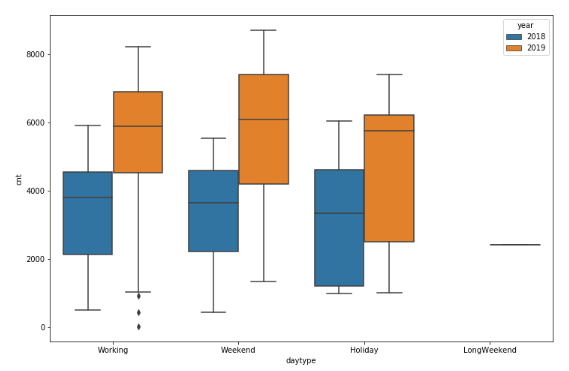 year
2018
2019
8000
6000
4000
2000
0
cnt
Working
Weekend
Holiday
LongWeekend
daytype